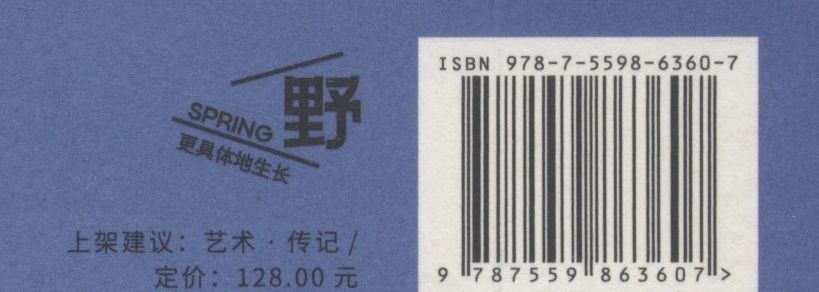 SPRING
野
更具体地生长
上架建议：艺术 · 传记 /
定价：128.00 元
ISBN 978-7-5598-6360-7
9 787559 863607 >